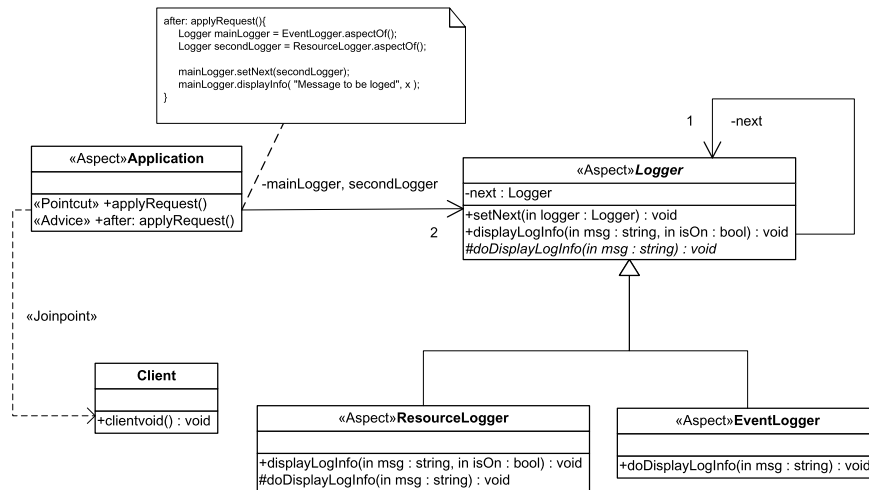 after: applyRequest(){
Logger mainLogger = EventLogger.aspectOf();
Logger secondLogger = ResourceLogger.aspectOf();
mainLogger.setNext(secondLogger);
mainLogger.displayInfo( "Message to be loged", x );
}
1
-next
«Aspect»Application
«Pointcut» +applyRequest()
«Advice» +after: applyRequest()
-mainLogger, secondLogger
2
«Aspect»Logger
-next : Logger
+setNext(in logger : Logger) : void
+displayLogInfo(in msg : string, in isOn : bool) : void
#doDisplayLogInfo(in msg : string) : void
«Joinpoint»
Client
+clientvoid() : void
«Aspect»ResourceLogger
+displayLogInfo(in msg : string, in isOn : bool) : void
#doDisplayLogInfo(in msg : string) : void
«Aspect»EventLogger
+doDisplayLogInfo(in msg : string) : void